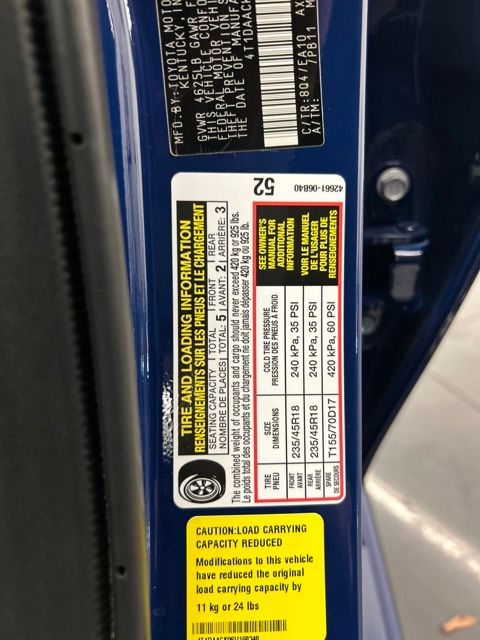 MFD.BY:TOYOTA MOTOR
KENTUCKY, IN
GVWR 4625LB GAWR F
THIS VEHICLE CONFO
FEDERAL MOTOR VEHI
THEFT PREVENTION S
THE DATE OF MANUFA
4T1DAACK
C/TR:8Q4/EA10 AX
A/TM: /PB11
TIRE AND LOADING INFORMATION
RENSEIGNEMENTS SUR LES PNEUS ET LE CHARGEMENT
SEATING CAPACITY | TOTAL | FRONT | REAR
NOMBRE DE PLACES | TOTAL: 5 | AVANT: 2 | ARRIÈRE: 3
The combined weight of occupants and cargo should never exceed 420 kg or 925 lbs.
Le poids total des occupants et du chargement ne doit jamais dépasser 420 kg ou 925 lb.
TIRE
PNEU
SIZE
DIMENSIONS
COLD TIRE PRESSURE
PRESSION DES PNEUS À FROID
SEE OWNER'S
MANUAL FOR
ADDITIONAL
INFORMATION
VOIR LE MANUEL
DE L'USAGER
POUR PLUS DE
RENSEIGNEMENTS
FRONT
AVANT
235/45R18
240 kPa, 35 PSI
REAR
ARRIÈRE
235/45R18
240 kPa, 35 PSI
SPARE
DE SECOURS
T155/70D17
420 kPa, 60 PSI
52
42661-06B40
CAUTION:LOAD CARRYING
CAPACITY REDUCED
Modifications to this vehicle
have reduced the original
load carrying capacity by
11 kg or 24 lbs